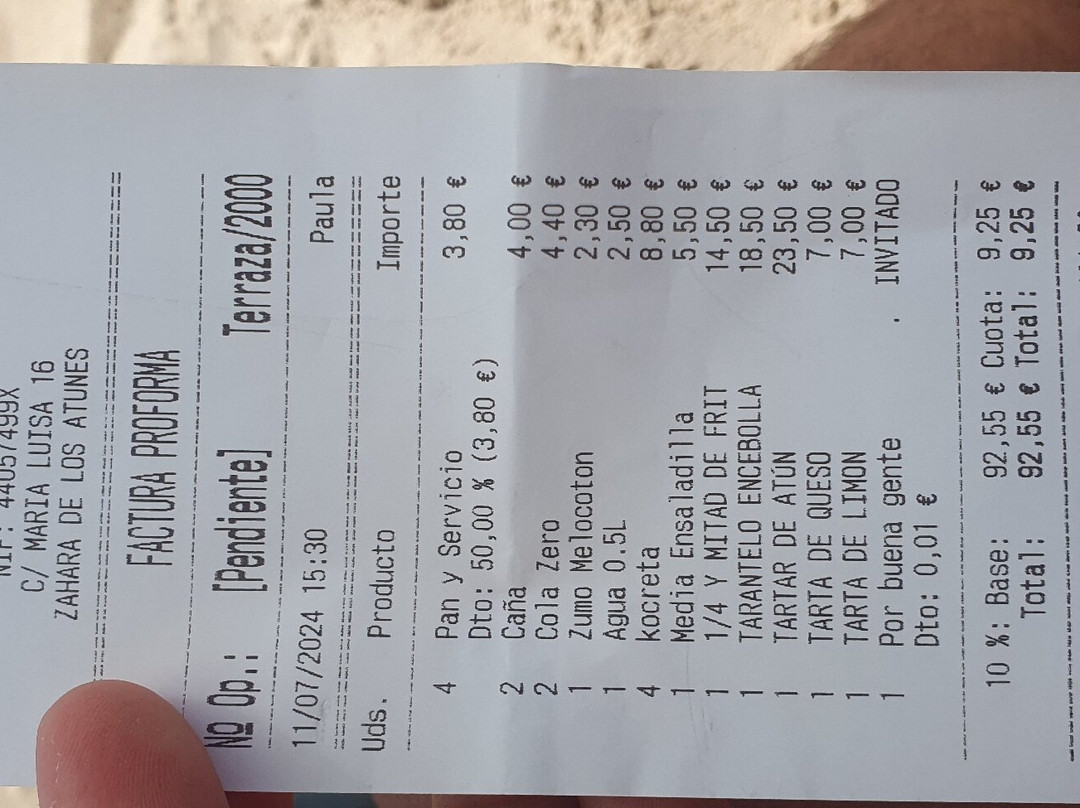 NIF: 44057499X
C/ MARIA LUISA 16
ZAHARA DE LOS ATUNES
FACTURA PROFORMA
Nº Op.: [Pendiente] Terraza/2000
11/07/2024 15:30 Paula
Uds. Producto Importe
4 Pan y Servicio 3,80 €
Dto: 50,00 % (3,80 €)
2 Caña 4,00 €
2 Cola Zero 4,40 €
1 Zumo Melocoton 2,30 €
1 Agua 0.5L 2,50 €
4 kocreta 8,80 €
1 Media Ensaladilla 5,50 €
1 1/4 Y MITAD DE FRIT 14,50 €
1 TARANTELO ENCEBOLLA 18,50 €
1 TARTAR DE ATÚN 23,50 €
1 TARTA DE QUESO 7,00 €
1 TARTA DE LIMON 7,00 €
1 Por buena gente . INVITADO
Dto: 0,01 €
10 %: Base: 92,55 € Cuota: 9,25 €
Total: 92,55 € Total: 9,25 €